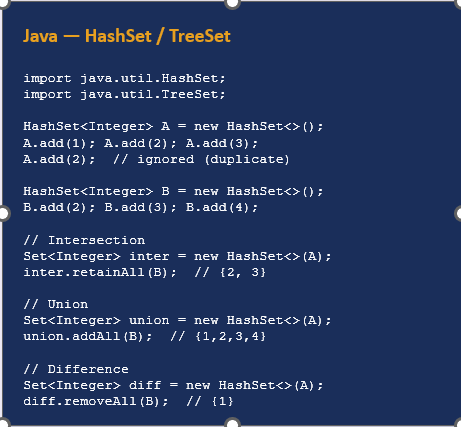 Java — HashSet / TreeSet
import java.util.HashSet;
import java.util.TreeSet;
HashSet<Integer> A = new HashSet<>();
A.add(1); A.add(2); A.add(3);
A.add(2);  // ignored (duplicate)
HashSet<Integer> B = new HashSet<>();
B.add(2); B.add(3); B.add(4);
// Intersection
Set<Integer> inter = new HashSet<>(A);
inter.retainAll(B);  // {2, 3}
// Union
Set<Integer> union = new HashSet<>(A);
union.addAll(B);  // {1,2,3,4}
// Difference
Set<Integer> diff = new HashSet<>(A);
diff.removeAll(B);  // {1}